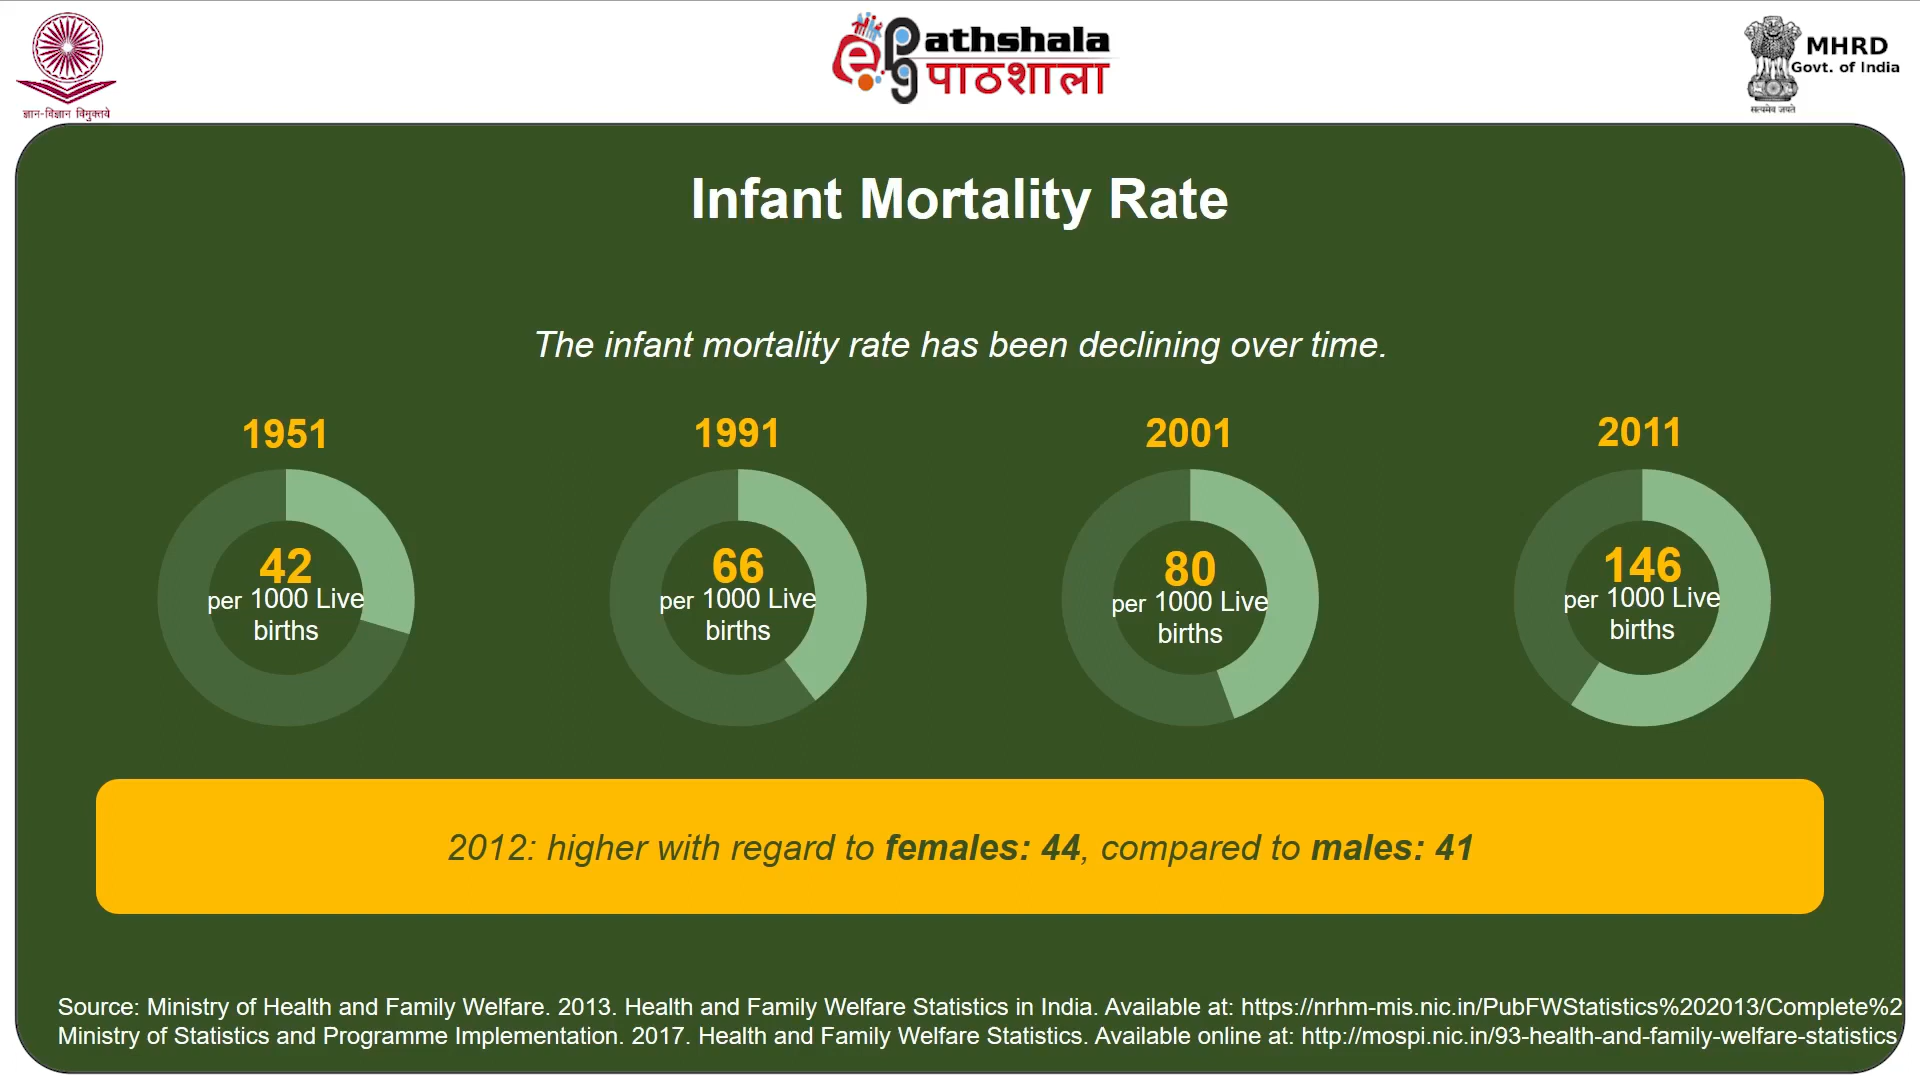 ज्ञान-विज्ञान विमुक्तये
ePathshala
पाठशाला
MHRD
Govt. of India
सत्यमेव जयते
Infant Mortality Rate
The infant mortality rate has been declining over time.
1951
42
per 1000 Live
births
1991
66
per 1000 Live
births
2001
80
per 1000 Live
births
2011
146
per 1000 Live
births
2012: higher with regard to females: 44, compared to males: 41
Source: Ministry of Health and Family Welfare. 2013. Health and Family Welfare Statistics in India. Available at: https://nrhm-mis.nic.in/PubFWStatistics%202013/Complete%2
Ministry of Statistics and Programme Implementation. 2017. Health and Family Welfare Statistics. Available online at: http://mospi.nic.in/93-health-and-family-welfare-statistics